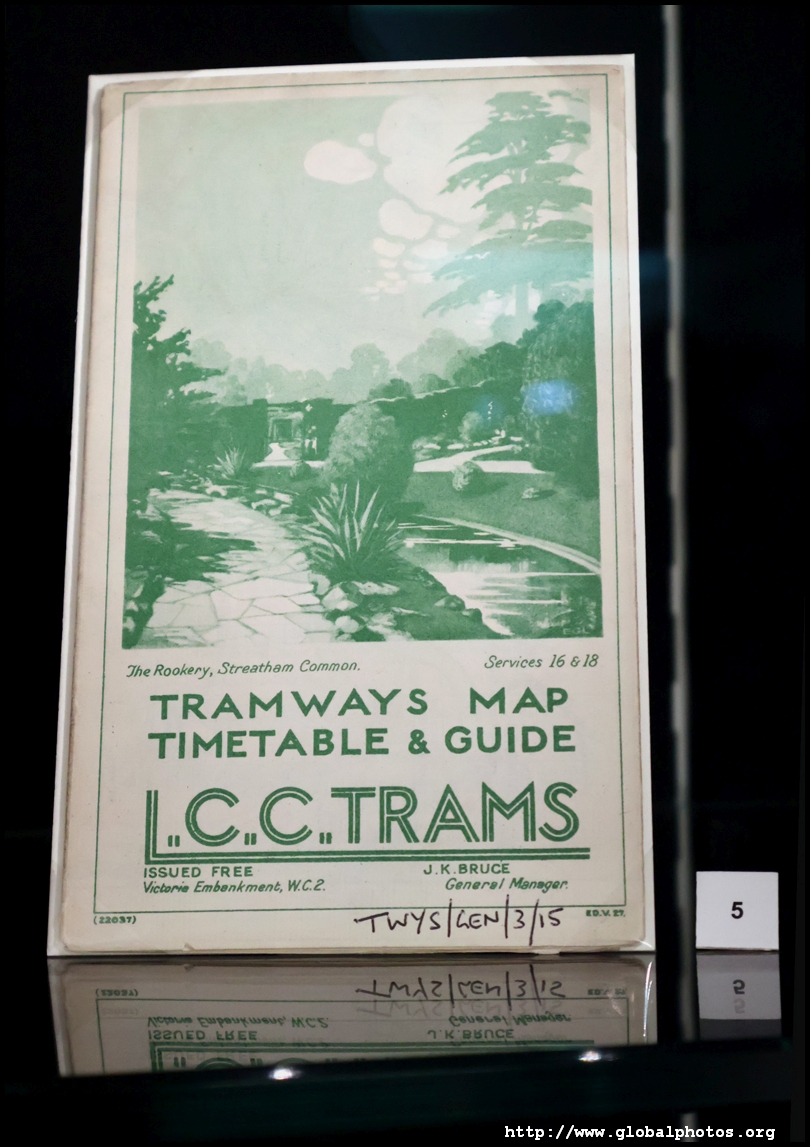 EGL
The Rookery, Streatham Common. Services 16 & 18
TRAMWAYS MAP
TIMETABLE & GUIDE
L.C.C. TRAMS
ISSUED FREE J.K. BRUCE
Victoria Embankment, W.C.2. General Manager.
(22037) TWYS/GEN/3/15 ED. V. 27.
5
http://www.globalphotos.org